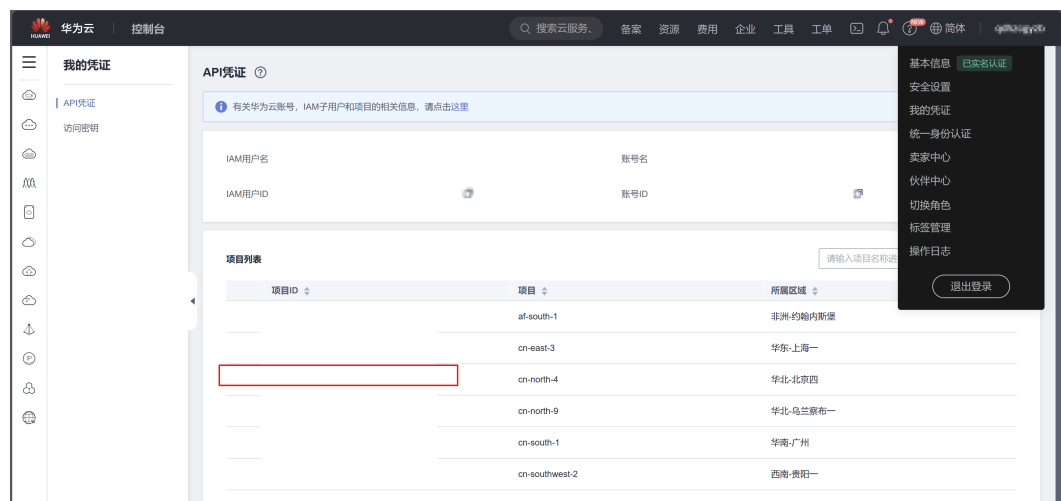 HUAWEI 华为云 控制台 搜索云服务、 备案 资源 费用 企业 工具 工单 NEW 简体
我的凭证
API凭证
访问密钥
API凭证
有关华为云账号，IAM子用户和项目的相关信息，请点击这里
IAM用户名 账号名
IAM用户ID 账号ID
项目列表 请输入项目名称进
项目ID 项目 所属区域
af-south-1 非洲-约翰内斯堡
cn-east-3 华东-上海一
cn-north-4 华北-北京四
cn-north-9 华北-乌兰察布一
cn-south-1 华南-广州
cn-southwest-2 西南-贵阳一
基本信息 已实名认证
安全设置
我的凭证
统一身份认证
卖家中心
伙伴中心
切换角色
标签管理
操作日志
退出登录